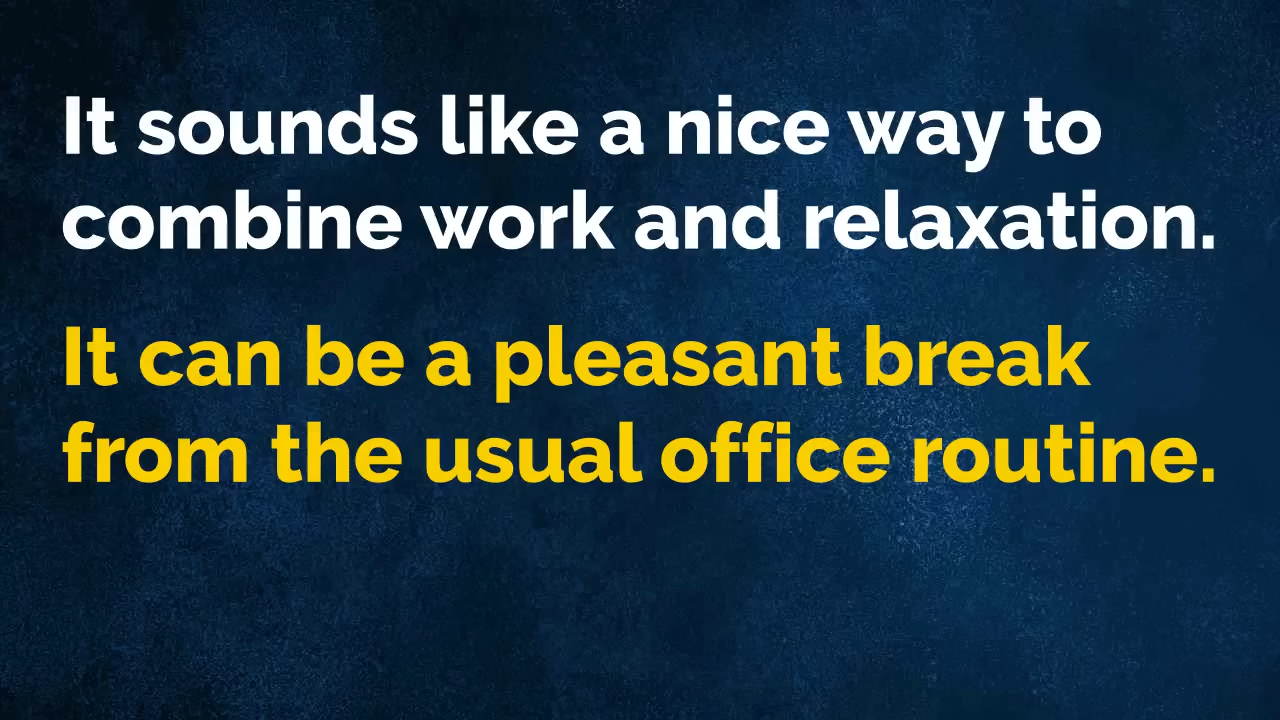 It sounds like a nice way to
combine work and relaxation.
It can be a pleasant break
from the usual office routine.